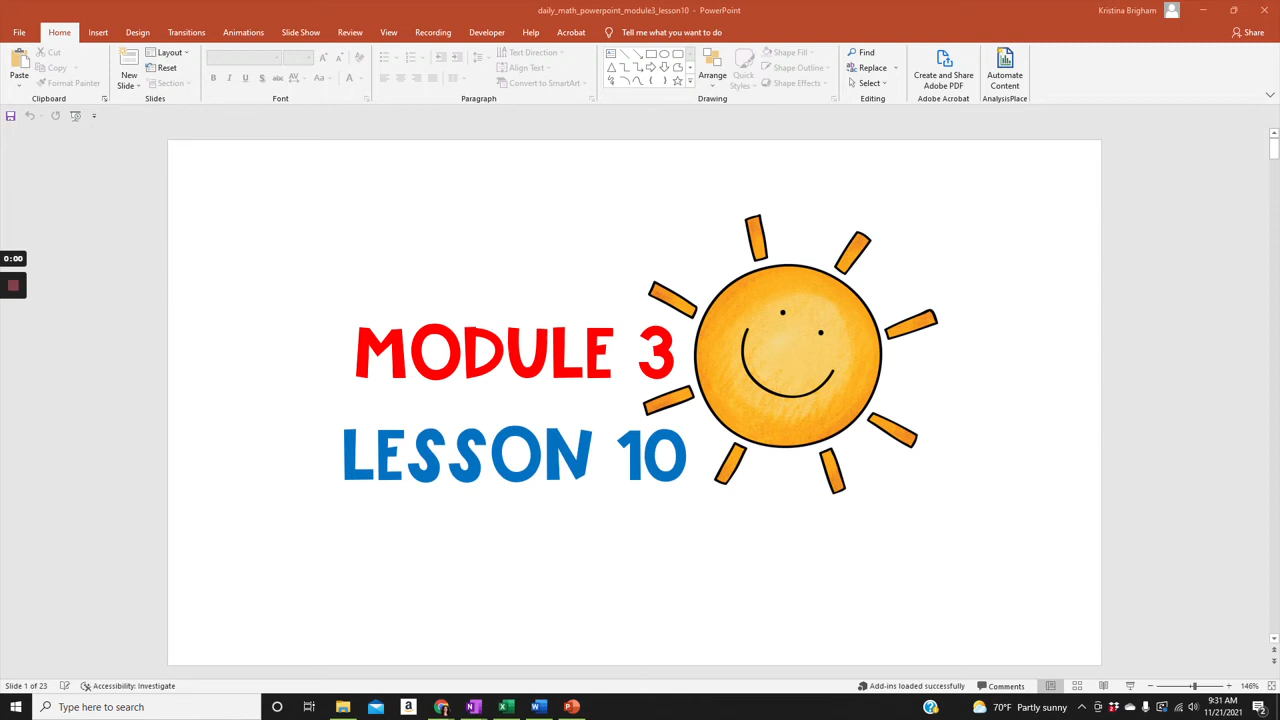 daily_math_powerpoint_module3_lesson10 - PowerPoint
Kristina Brigham
File Home Insert Design Transitions Animations Slide Show Review View Recording Developer Help Acrobat Tell me what you want to do Share
Paste
Cut
Copy
Format Painter
Clipboard
New
Slide
Layout
Reset
Section
Slides
Font
Text Direction
Align Text
Convert to SmartArt
Paragraph
Arrange
Quick
Styles
Shape Fill
Shape Outline
Shape Effects
Drawing
Find
Replace
Select
Editing
Create and Share
Adobe PDF
Adobe Acrobat
Automate
Content
AnalysisPlace
0:00
MODULE 3
LESSON 10
Slide 1 of 23 Accessibility: Investigate Add-ins loaded successfully Comments 146%
Type here to search
70°F Partly sunny
9:31 AM
11/21/2021